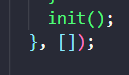 }
init();
}, []);